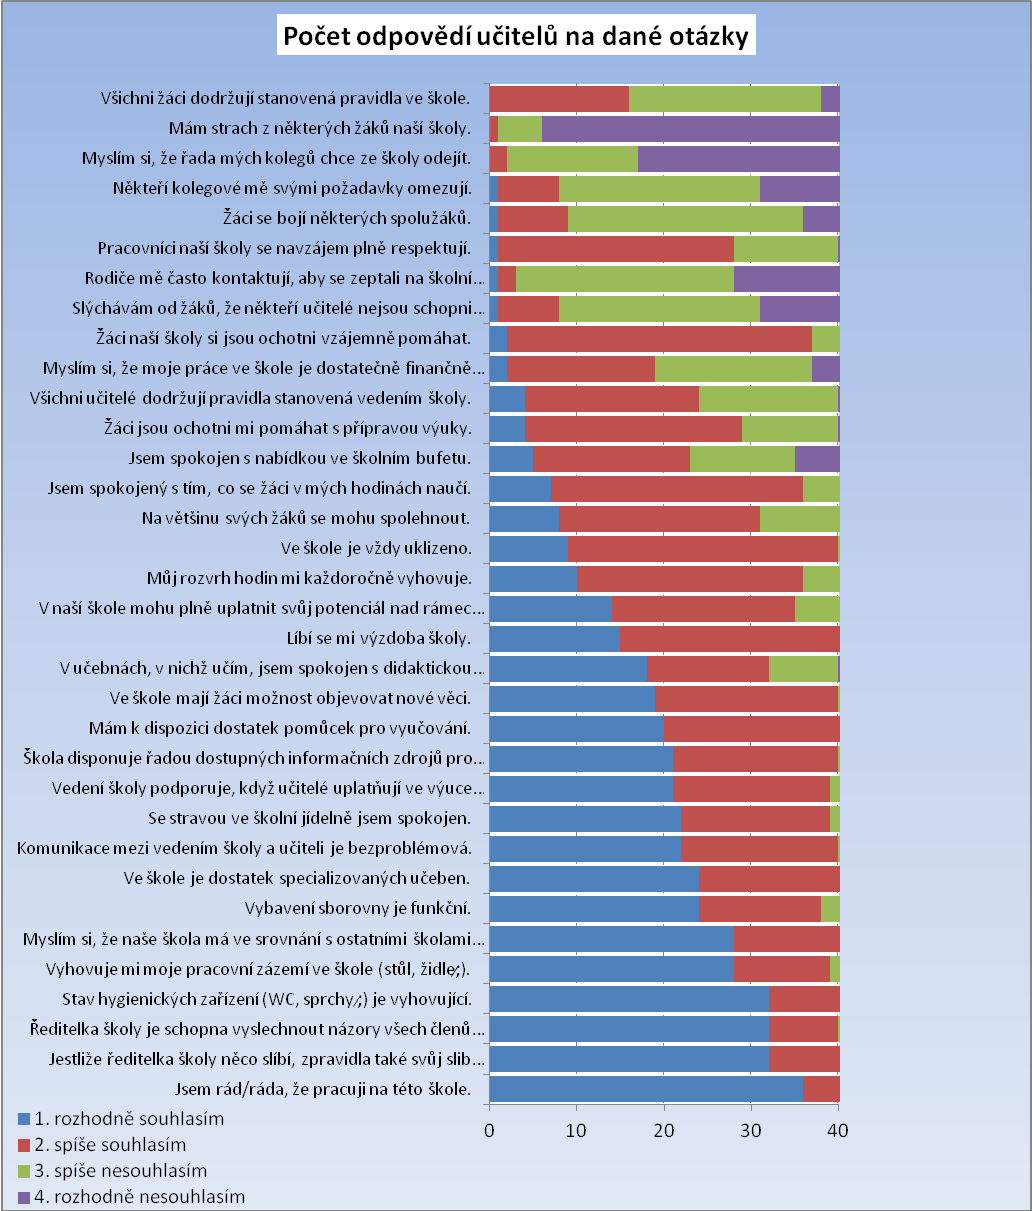 Počet odpovědí učitelů na dané otázky
Všichni žáci dodržují stanovená pravidla ve škole.
Mám strach z některých žáků naší školy.
Myslím si, že řada mých kolegů chce ze školy odejít.
Někteří kolegové mě svými požadavky omezují.
Žáci se bojí některých spolužáků.
Pracovníci naší školy se navzájem plně respektují.
Rodiče mě často kontaktují, aby se zeptali na školní...
Slýchávám od žáků, že někteří učitelé nejsou schopni...
Žáci naší školy si jsou ochotni vzájemně pomáhat.
Myslím si, že moje práce ve škole je dostatečně finančně...
Všichni učitelé dodržují pravidla stanovená vedením školy.
Žáci jsou ochotni mi pomáhat s přípravou výuky.
Jsem spokojen s nabídkou ve školním bufetu.
Jsem spokojený s tím, co se žáci v mých hodinách naučí.
Na většinu svých žáků se mohu spolehnout.
Ve škole je vždy uklizeno.
Můj rozvrh hodin mi každoročně vyhovuje.
V naší škole mohu plně uplatnit svůj potenciál nad rámec...
Líbí se mi výzdoba školy.
V učebnách, v nichž učím, jsem spokojen s didaktickou...
Ve škole mají žáci možnost objevovat nové věci.
Mám k dispozici dostatek pomůcek pro vyučování.
Škola disponuje řadou dostupných informačních zdrojů pro...
Vedení školy podporuje, když učitelé uplatňují ve výuce...
Se stravou ve školní jídelně jsem spokojen.
Komunikace mezi vedením školy a učiteli je bezproblémová.
Ve škole je dostatek specializovaných učeben.
Vybavení sborovny je funkční.
Myslím si, že naše škola má ve srovnání s ostatními školami...
Vyhovuje mi moje pracovní zázemí ve škole (stůl, židle,;).
Stav hygienických zařízení (WC, sprchy,;) je vyhovující.
Ředitelka školy je schopna vyslechnout názory všech členů...
Jestliže ředitelka školy něco slíbí, zpravidla také svůj slib...
Jsem rád/ráda, že pracuji na této škole.
0 10 20 30 40
1. rozhodně souhlasím
2. spíše souhlasím
3. spíše nesouhlasím
4. rozhodně nesouhlasím